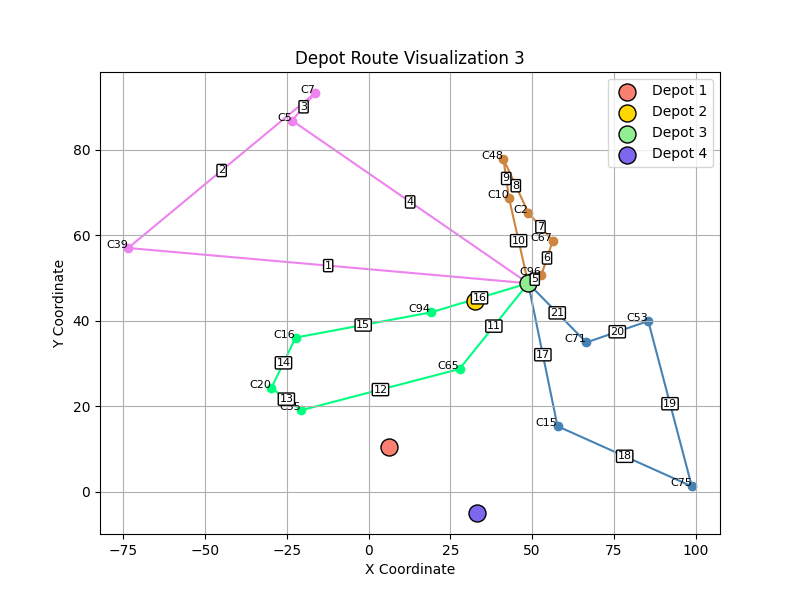 Depot Route Visualization 3
Depot 1
Depot 2
Depot 3
Depot 4
C7
3
C5
2
4
C39
1
C48
9
8
C10
C2
7
C67
10
6
C96
5
16
C94
15
11
21
C53
20
C71
C16
14
C65
17
C20
13
12
19
C15
18
C75
80
60
40
20
0
−75
−50
−25
0
25
50
75
100
X Coordinate
Y Coordinate